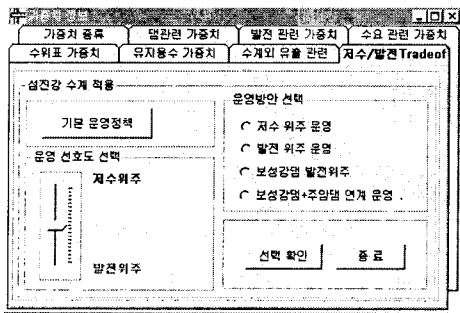 가중치 종류 댐관련 가중치 발전 관련 가중치 수요 관련 가중치
수위표 가중치 유지용수 가중치 수계외 유출 관련 저수/발전Tradeof
섬진강 수계 적용
기본 운영정책
운영 선호도 선택
저수위주
발전위주
운영방안 선택
저수 위주 운영
발전 위주 운영
보성강댐 발전위주
보성강댐+주암댐 연계 운영 .
선택 확인 종 료